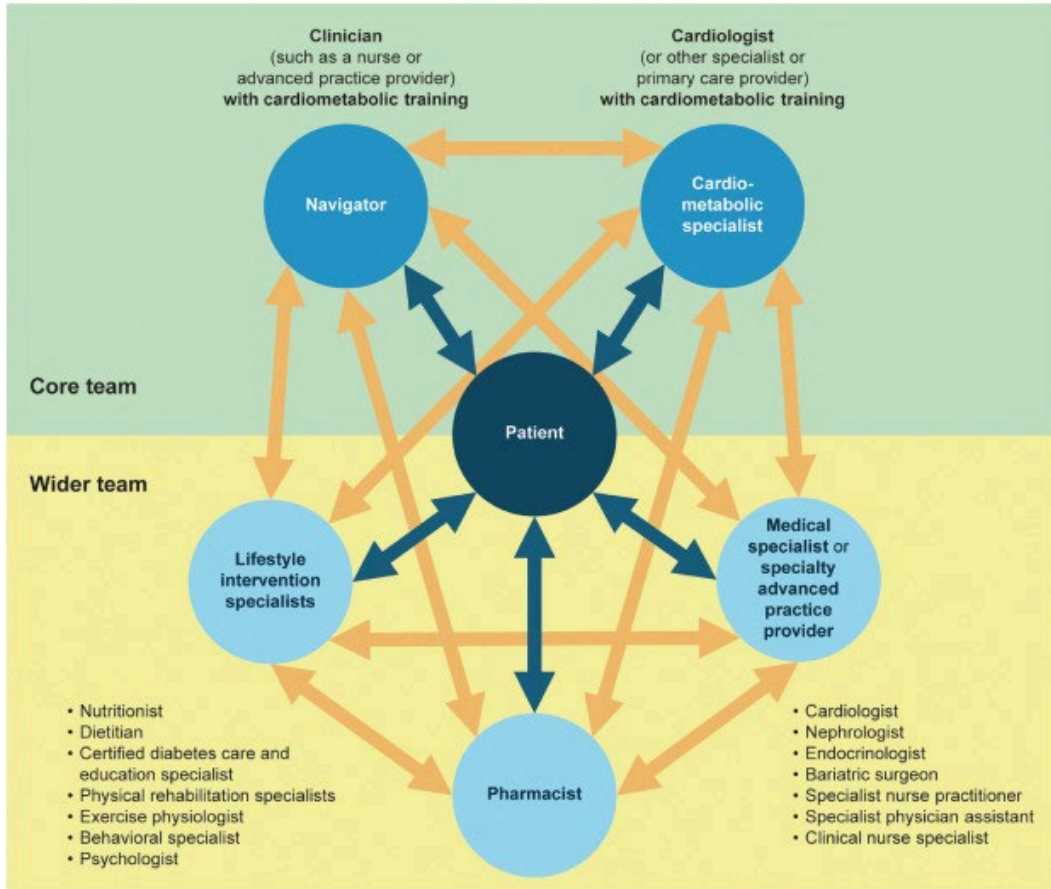 Clinician
(such as a nurse or
advanced practice provider)
with cardiometabolic training
Cardiologist
(or other specialist or
primary care provider)
with cardiometabolic training
Navigator
Cardio-
metabolic
specialist
Core team
Patient
Wider team
Lifestyle
intervention
specialists
Medical
specialist or
specialty
advanced
practice
provider
• Nutritionist
• Dietitian
• Certified diabetes care and
education specialist
• Physical rehabilitation specialists
• Exercise physiologist
• Behavioral specialist
• Psychologist
Pharmacist
• Cardiologist
• Nephrologist
• Endocrinologist
• Bariatric surgeon
• Specialist nurse practitioner
• Specialist physician assistant
• Clinical nurse specialist